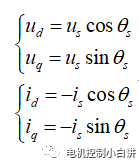 u_d = u_s cos θ_s
u_q = u_s sin θ_s
i_d = −i_s cos θ_s
i_q = −i_s sin θ_s
电机控制小白饼